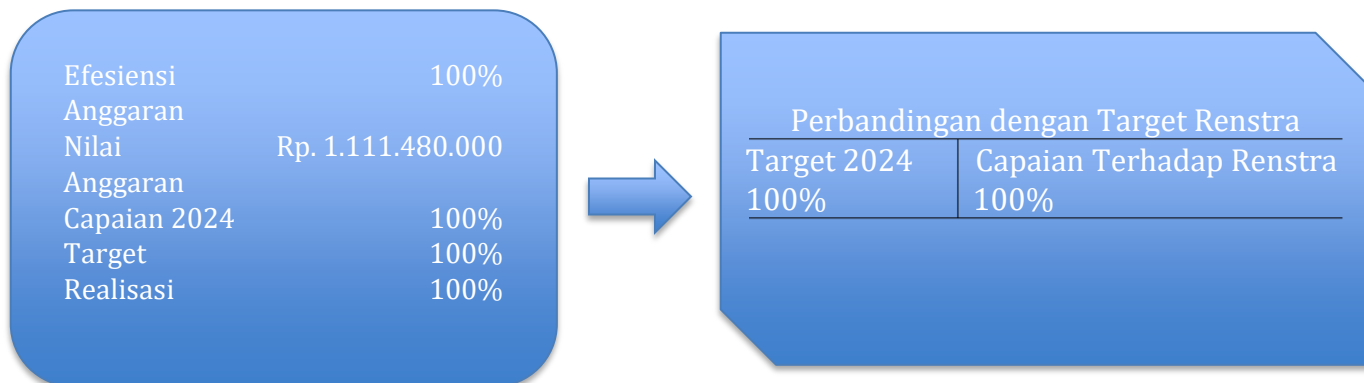 Efesiensi 100%
Anggaran
Nilai Rp. 1.111.480.000
Anggaran
Capaian 2024 100%
Target 100%
Realisasi 100%
Perbandingan dengan Target Renstra
Target 2024 Capaian Terhadap Renstra
100% 100%